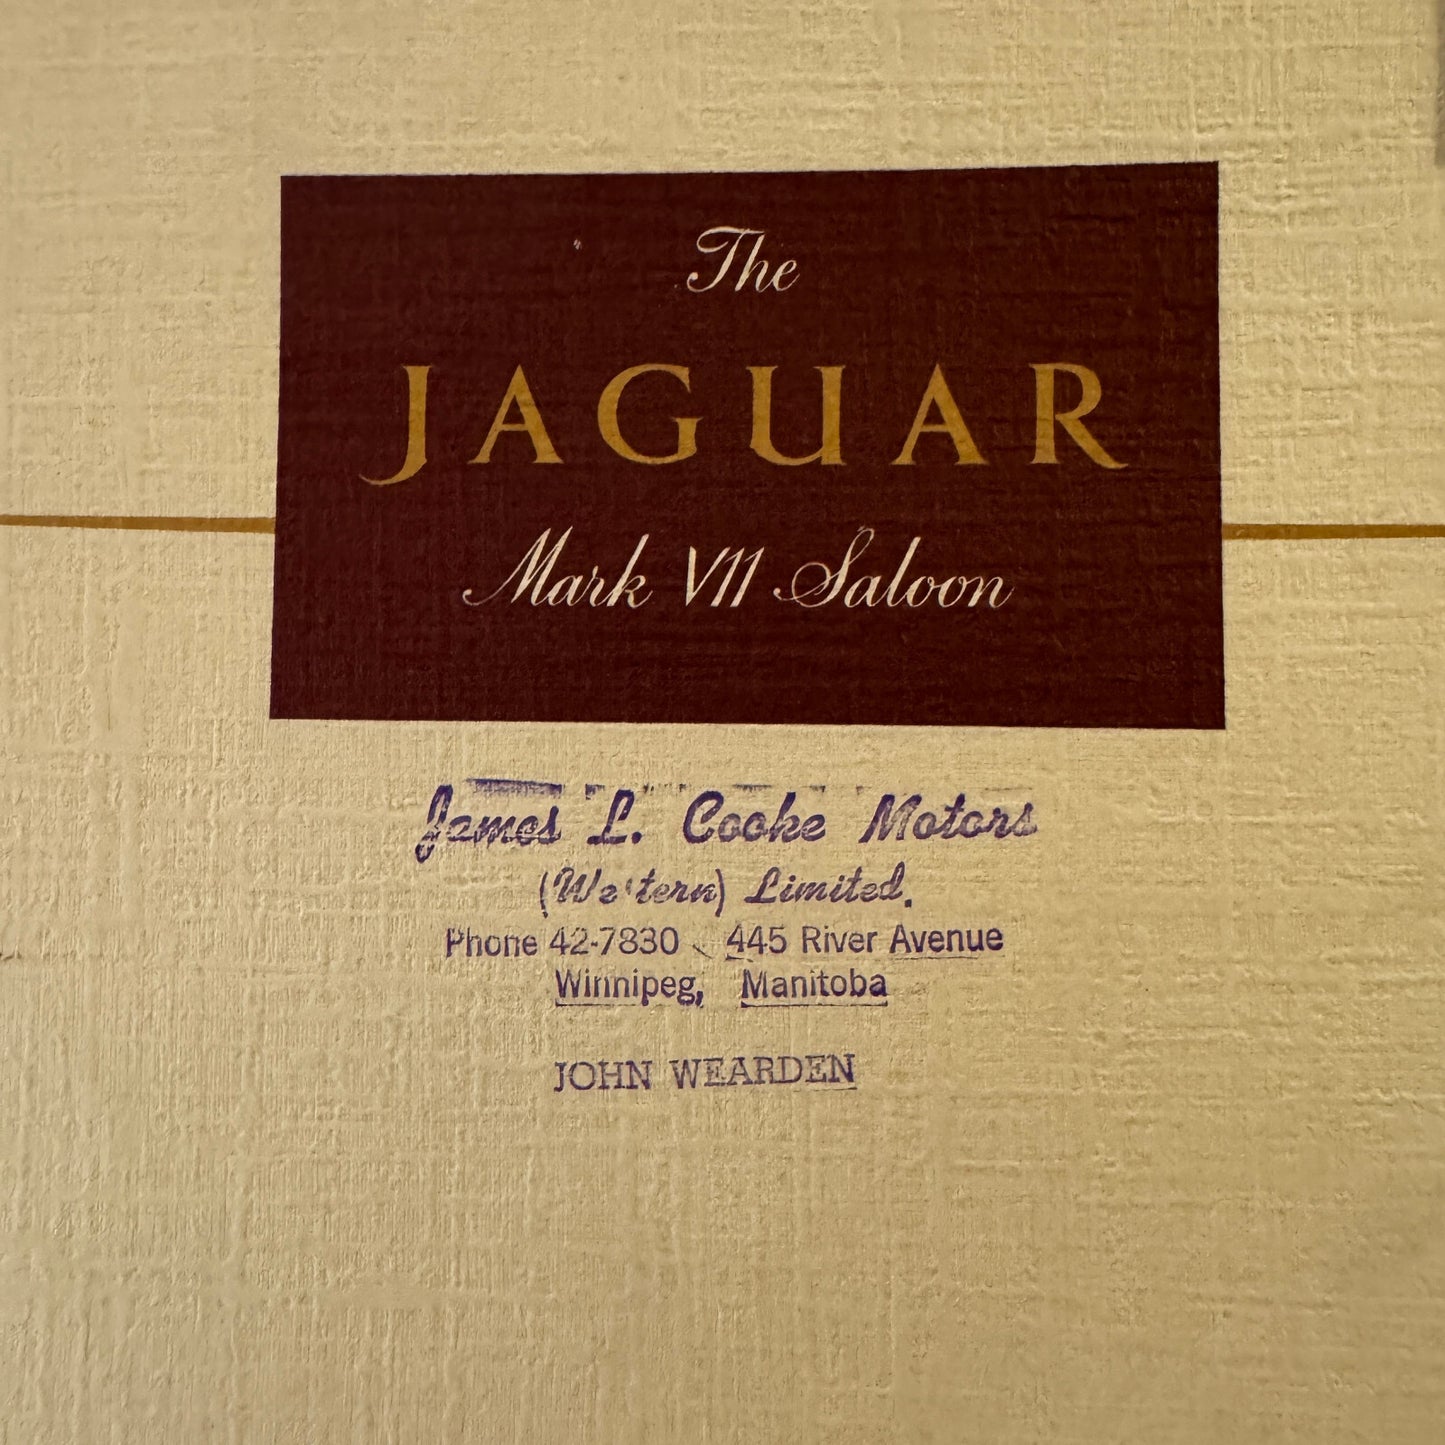 The
JAGUAR
Mark VII Saloon
James L. Cooke Motors
(Western) Limited.
Phone 42-7830 445 River Avenue
Winnipeg, Manitoba
JOHN WEARDEN